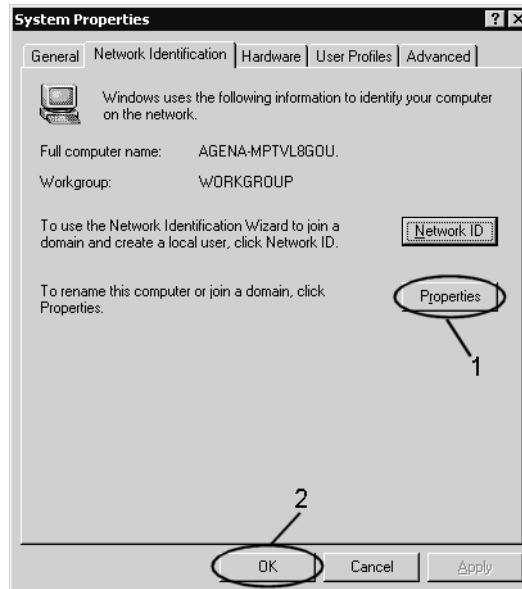 System Properties
General Network Identification Hardware User Profiles Advanced
Windows uses the following information to identify your computer
on the network.
Full computer name: AGENA-MPTVL8GOU.
Workgroup: WORKGROUP
To use the Network Identification Wizard to join a
domain and create a local user, click Network ID.
Network ID
To rename this computer or join a domain, click
Properties.
Properties
1
2
OK Cancel Apply